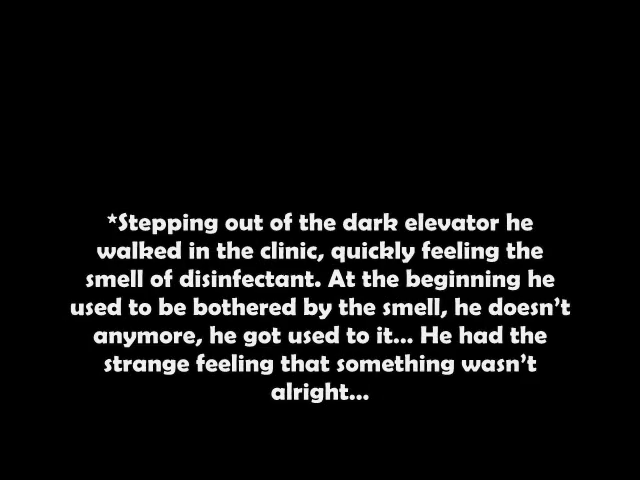 *Stepping out of the dark elevator he
walked in the clinic, quickly feeling the
smell of disinfectant. At the beginning he
used to be bothered by the smell, he doesn’t
anymore, he got used to it... He had the
strange feeling that something wasn’t
alright...